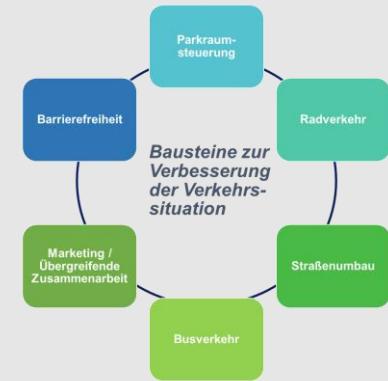 Parkraum-
steuerung
Barrierefreiheit
Radverkehr
Bausteine zur
Verbesserung
der Verkehrs-
situation
Marketing /
Übergreifende
Zusammenarbeit
Straßenumbau
Busverkehr